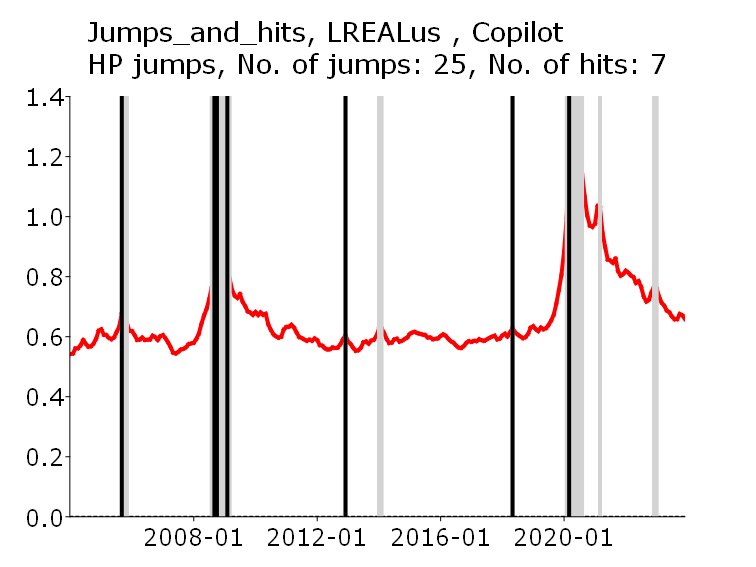 Jumps_and_hits, LREALus , Copilot
HP jumps, No. of jumps: 25, No. of hits: 7
1.4
1.2
1.0
0.8
0.6
0.4
0.2
0.0
2008-01 2012-01 2016-01 2020-01